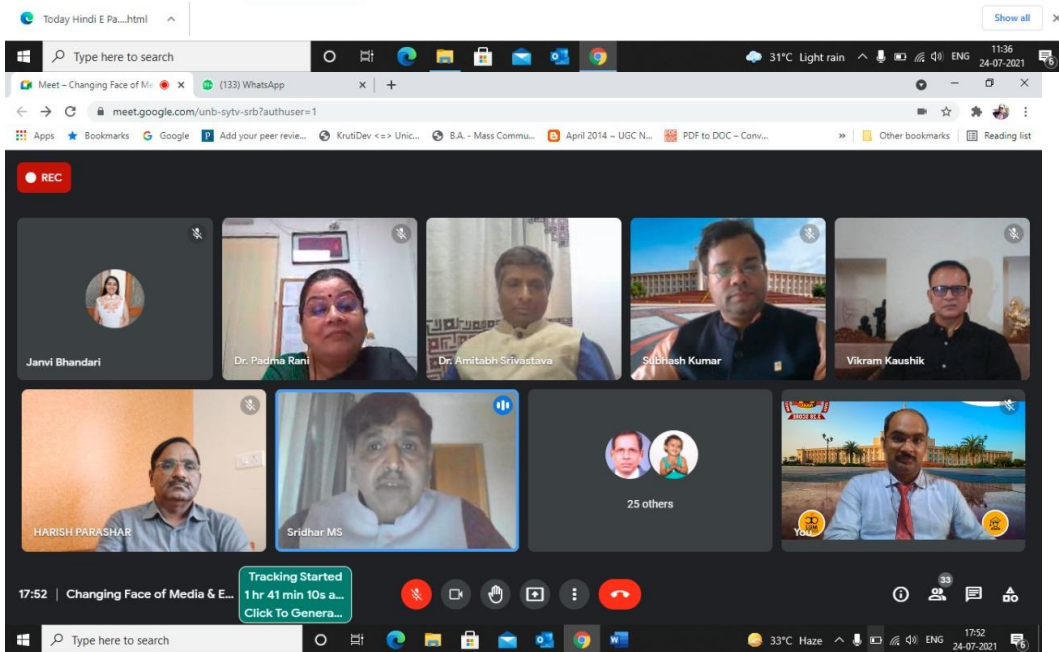 Today Hindi E Pa....html
Show all
Type here to search
31°C Light rain
ENG
11:36
24-07-2021
6
Meet – Changing Face of Me
(133) WhatsApp
meet.google.com/unb-sytv-srb?authuser=1
Apps
Bookmarks
Google
Add your peer revie...
KrutiDev <=> Unic...
B.A. - Mass Commu...
April 2014 – UGC N...
PDF to DOC – Conv...
»
Other bookmarks
Reading list
REC
Janvi Bhandari
Dr. Padma Rani
Dr. Amitabh Srivastava
Subhash Kumar
Vikram Kaushik
HARISH PARASHAR
Sridhar MS
25 others
You
17:52 | Changing Face of Media & E...
Tracking Started
1 hr 41 min 10s a...
Click To Genera...
33
Type here to search
33°C Haze
ENG
17:52
24-07-2021
6